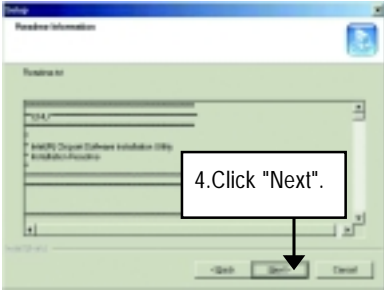 Setup
Readme Information
Readme.txt
* Intel(R) Chipset Software Installation Utility
* Installation Readme
4.Click "Next".
<Back Next> Cancel